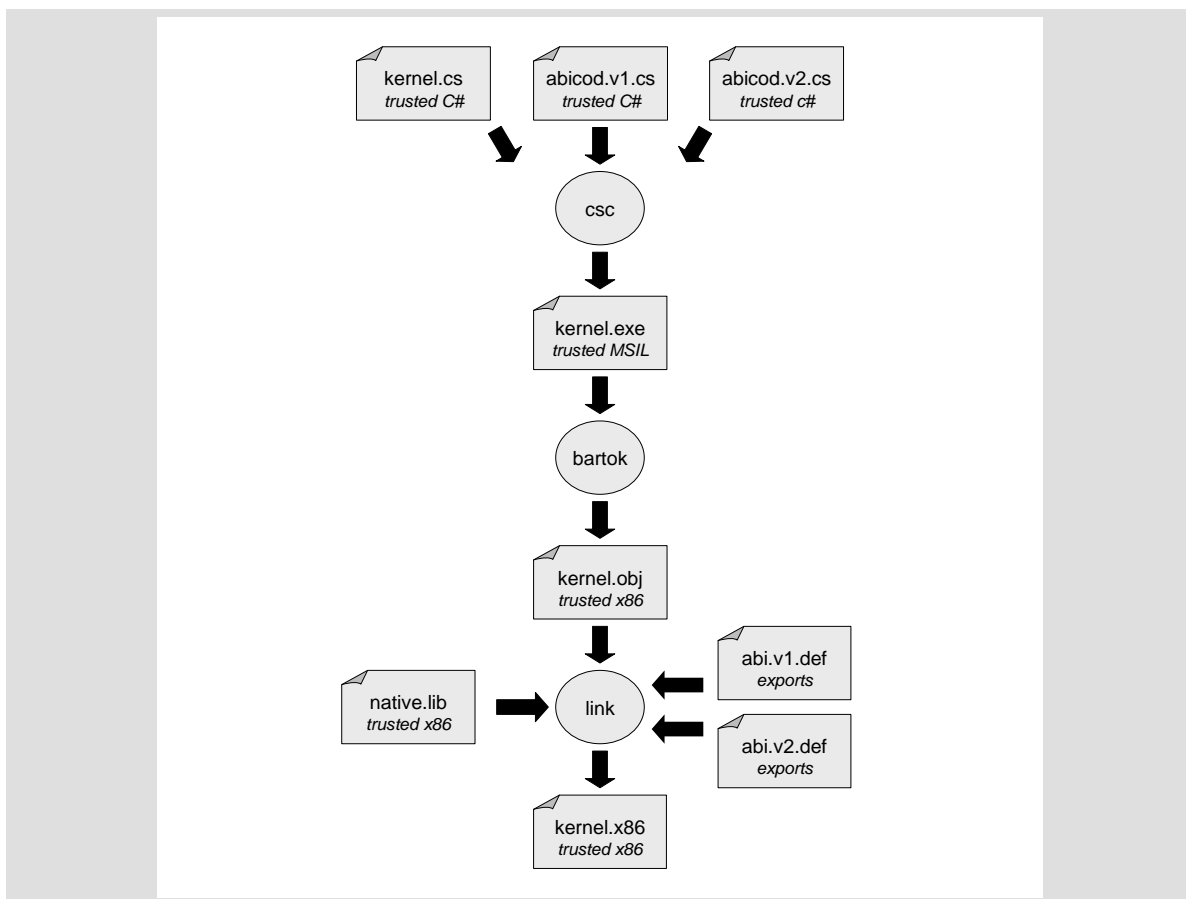 kernel.cs
trusted C#
abicod.v1.cs
trusted C#
abicod.v2.cs
trusted c#
csc
kernel.exe
trusted MSIL
bartok
kernel.obj
trusted x86
abi.v1.def
exports
native.lib
trusted x86
link
abi.v2.def
exports
kernel.x86
trusted x86